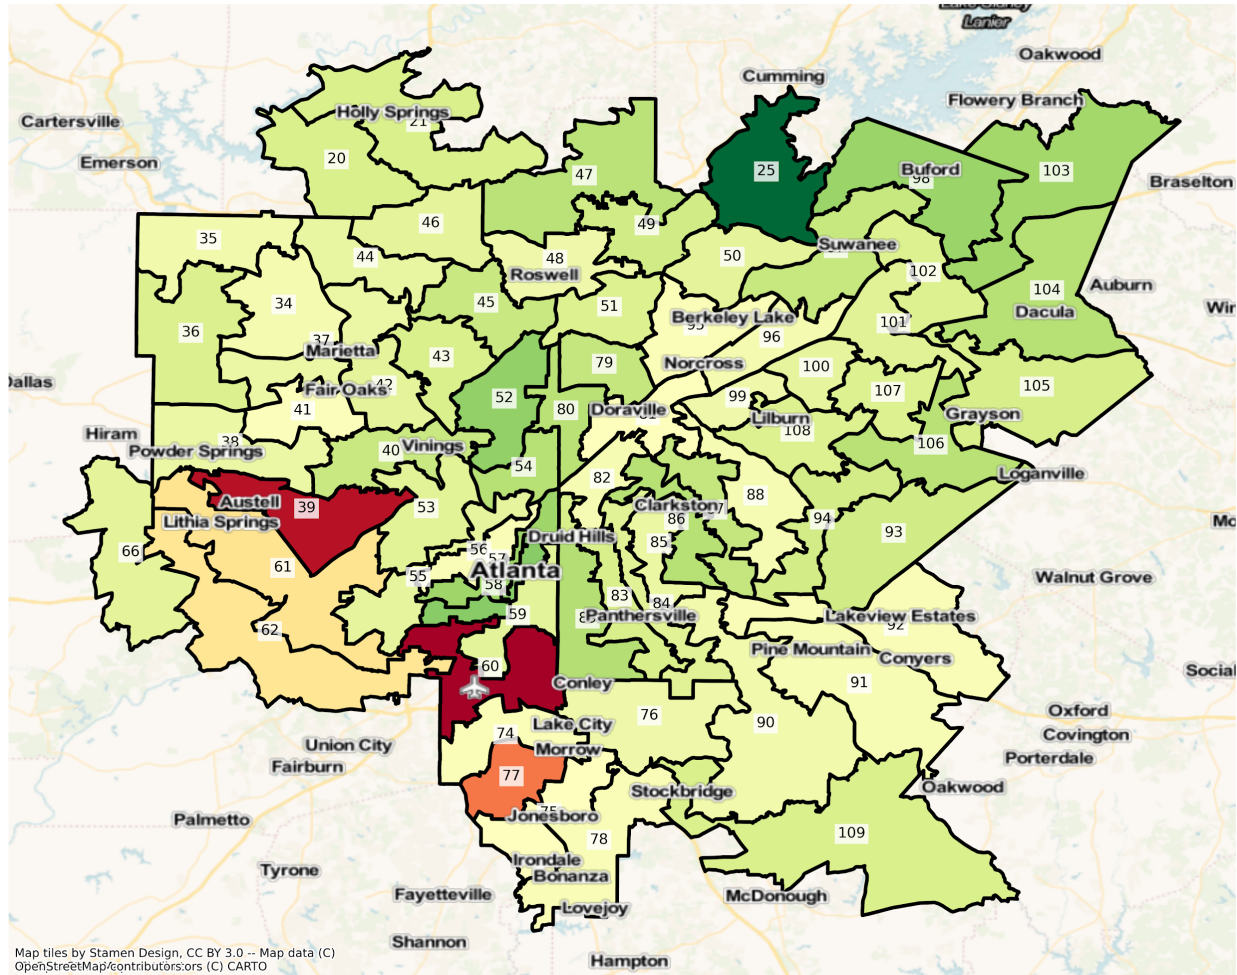 Lanier
Oakwood
Cumming
Flowery Branch
Holly Springs
21
Cartersville
Emerson
20
47
25
Buford
98
103
Braselton
46
49
35
Suwanee
44
48
50
Roswell
102
45
34
51
104
Auburn
Dacula
36
Berkeley Lake
95
101
37
96
Marietta
43
Norcross
79
100
Dallas
Fair Oaks
42
107
105
52
99
41
80
Doraville
81
Lilburn
108
Grayson
Hiram
38
106
Powder Springs
40
Vinings
54
Loganville
82
88
Austell
39
53
Clarkston
86
94
Lithia Springs
93
Druid Hills
85
66
56
57
61
55
Atlanta
58
Walnut Grove
83
84
59
Panthersville
Lakeview Estates
92
62
Pine Mountain
Conyers
60
Social
Conley
91
76
90
Oxford
74
Lake City
Covington
Union City
Morrow
Porterdale
Fairburn
77
Oakwood
Stockbridge
75
Jonesboro
Palmetto
78
109
Irondale
Tyrone
Bonanza
Fayetteville
McDonough
Lovejoy
Shannon
Hampton
Map tiles by Stamen Design, CC BY 3.0 -- Map data (C)